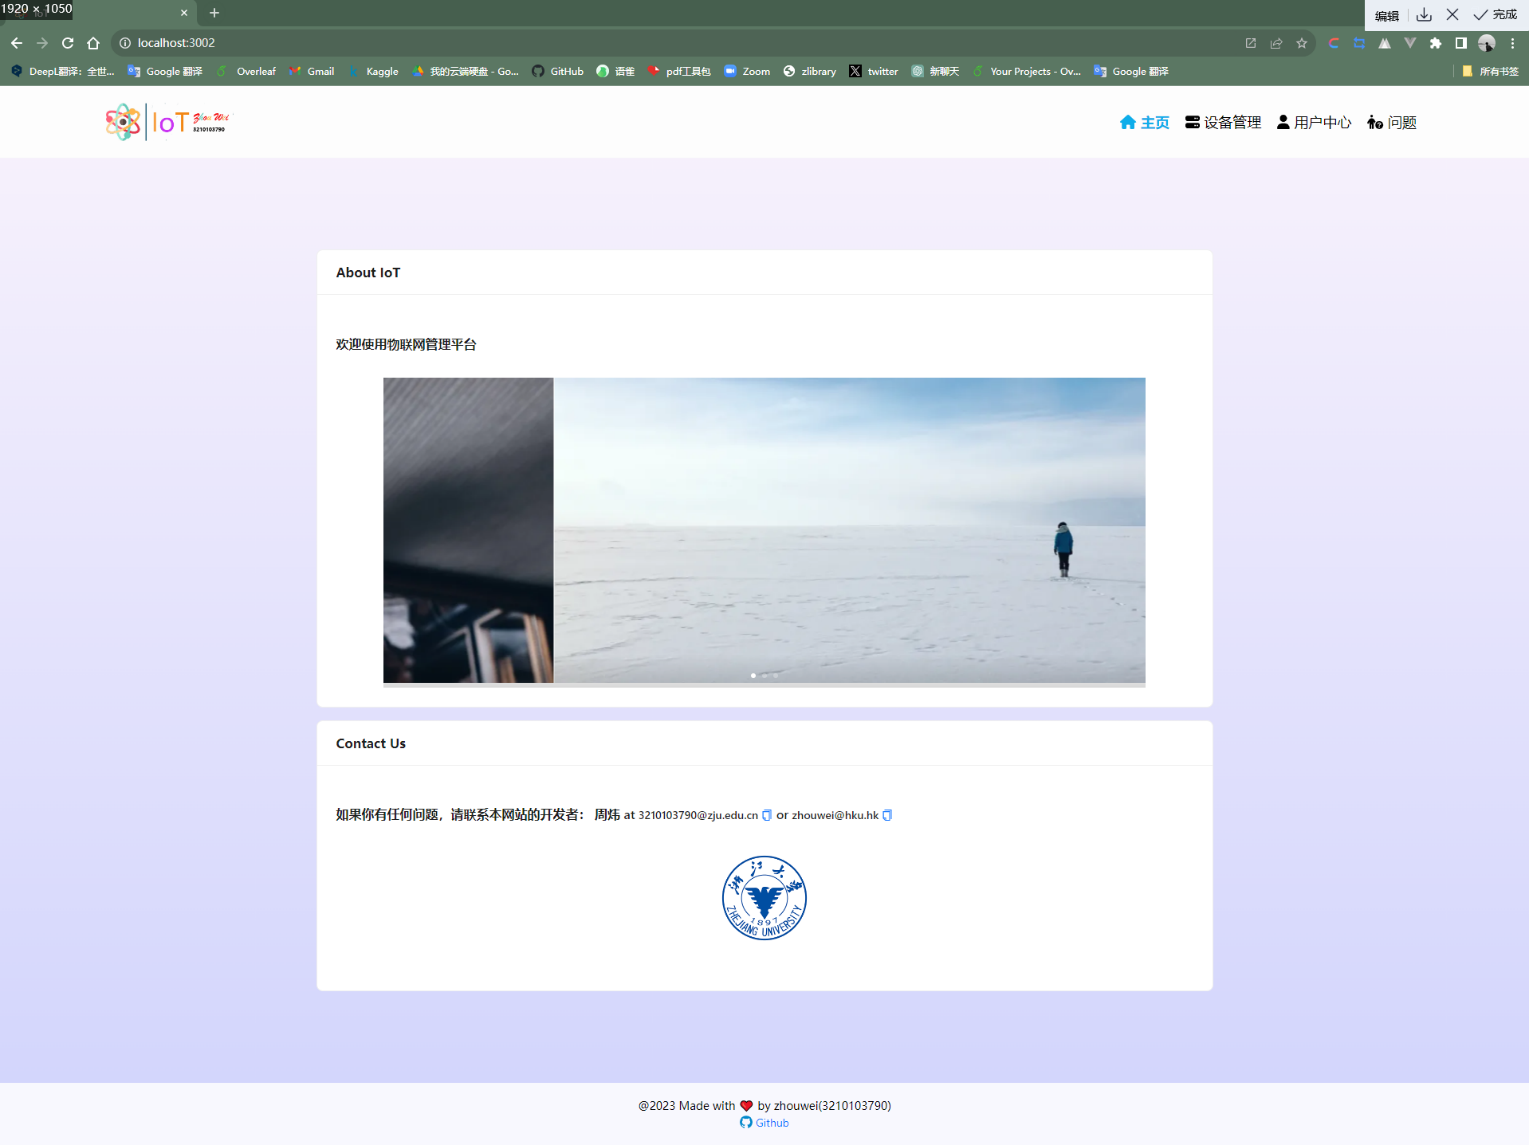 1920 × 1050
编辑
完成
localhost:3002
DeepL翻译：全世...
Google 翻译
Overleaf
Gmail
Kaggle
我的云端硬盘 - Go...
GitHub
语雀
pdf工具包
Zoom
zlibrary
twitter
新聊天
Your Projects - Ov...
Google 翻译
所有书签
IoT Zhou Wei
3210103790
主页
设备管理
用户中心
问题
About IoT
欢迎使用物联网管理平台
Contact Us
如果你有任何问题，请联系本网站的开发者： 周炜 at 3210103790@zju.edu.cn or zhouwei@hku.hk
浙江大学
1897
ZHEJIANG UNIVERSITY
@2023 Made with ❤ by zhouwei(3210103790)
Github